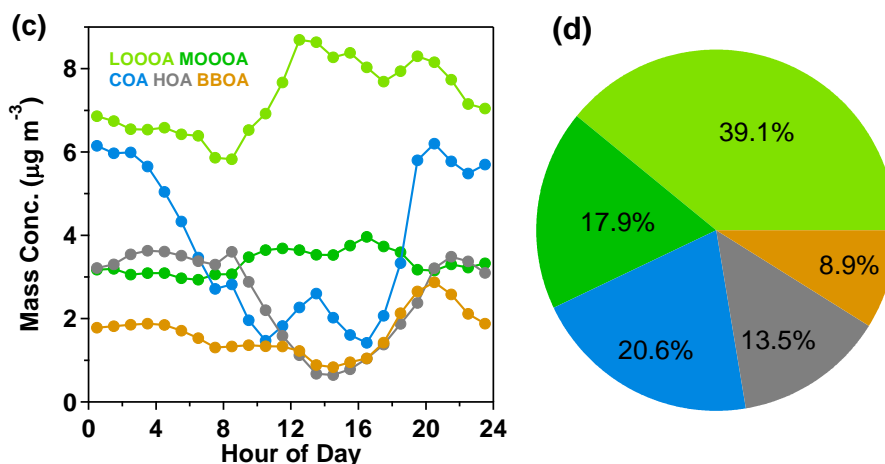 (c)
LOOOA MOOOA
COA HOA BBOA
Mass Conc. (μg m⁻³)
8
6
4
2
0
0 4 8 12 16 20 24
Hour of Day
(d)
39.1%
17.9%
8.9%
20.6%
13.5%